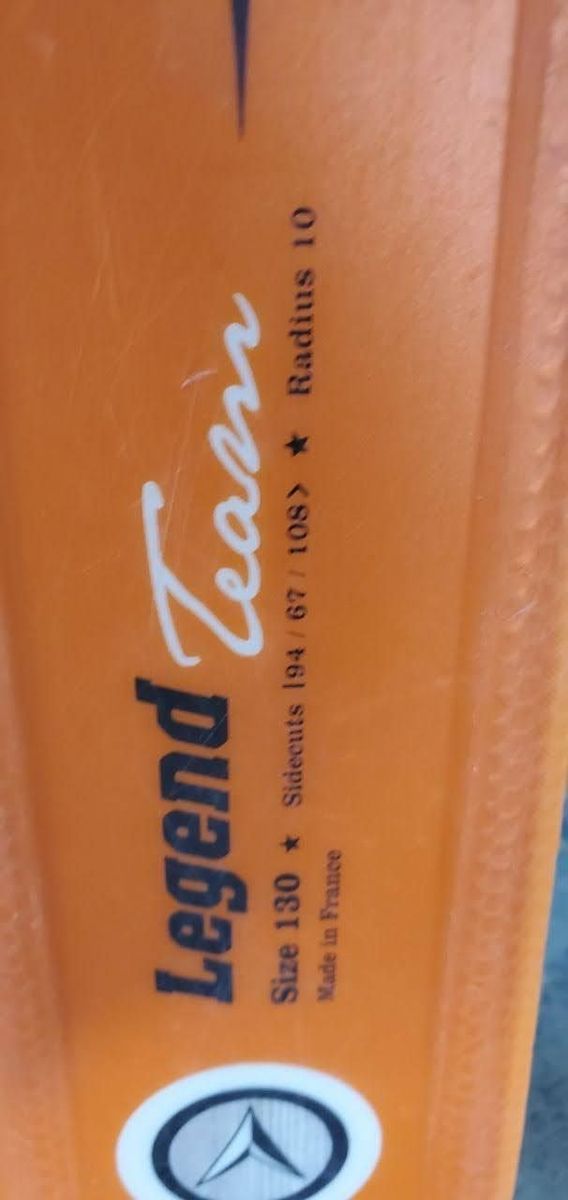 Legend Team
Size 130 ★ Sidecuts |94 / 67 / 108> ★ Radius 10
Made in France